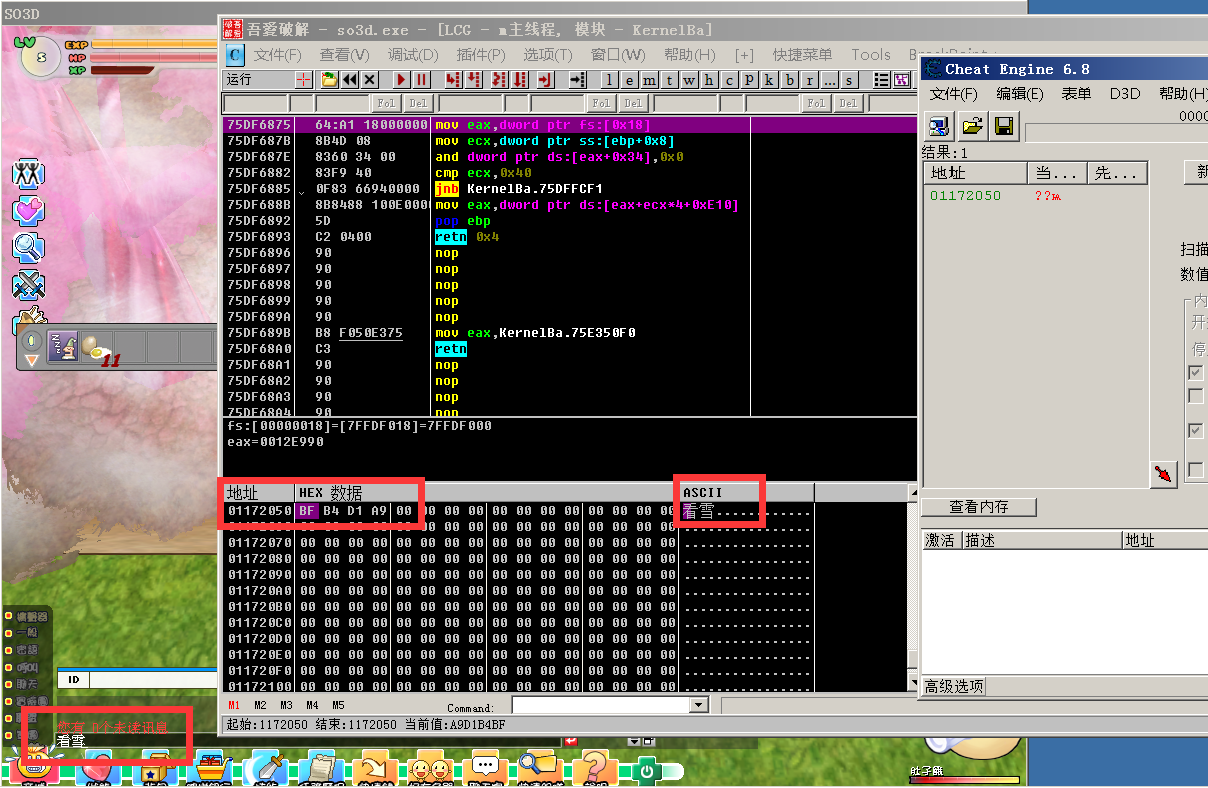 SO3D
LV
S
EXP
HP
XP
11
ID
看雪
吾爱破解 - so3d.exe - [LCG - m主线程, 模块 - KernelBa]
C 文件(F) 查看(V) 调试(D) 插件(P) 选项(T) 窗口(W) 帮助(H) [+] 快捷菜单 Tools
运行 l e m t w h c p k b r ... s
Fol Del Fol Del Fol Del
75DF6875 64:A1 18000000 mov eax,dword ptr fs:[0x18]
75DF687B 8B4D 08 mov ecx,dword ptr ss:[ebp+0x8]
75DF687E 8360 34 00 and dword ptr ds:[eax+0x34],0x0
75DF6882 83F9 40 cmp ecx,0x40
75DF6885 0F83 66940000 jnb KernelBa.75DFFCF1
75DF688B 8B8488 100E000 mov eax,dword ptr ds:[eax+ecx*4+0xE10]
75DF6892 5D pop ebp
75DF6893 C2 0400 retn 0x4
75DF6896 90 nop
75DF6897 90 nop
75DF6898 90 nop
75DF6899 90 nop
75DF689A 90 nop
75DF689B B8 F050E375 mov eax,KernelBa.75E350F0
75DF68A0 C3 retn
75DF68A1 90 nop
75DF68A2 90 nop
75DF68A3 90 nop
75DF68A4 90 nop
fs:[00000018]=[7FFDF018]=7FFDF000
eax=0012E990
地址 HEX 数据 ASCII
01172050 BF B4 D1 A9 00 00 00 00 00 00 00 00 00 00 00 00 看雪............
00 00 00 00 00 00 00 00 00 00 00 00 00 00 00 00 ................
01172070 00 00 00 00 00 00 00 00 00 00 00 00 00 00 00 00 ................
01172080 00 00 00 00 00 00 00 00 00 00 00 00 00 00 00 00 ................
01172090 00 00 00 00 00 00 00 00 00 00 00 00 00 00 00 00 ................
011720A0 00 00 00 00 00 00 00 00 00 00 00 00 00 00 00 00 ................
011720B0 00 00 00 00 00 00 00 00 00 00 00 00 00 00 00 00 ................
011720C0 00 00 00 00 00 00 00 00 00 00 00 00 00 00 00 00 ................
011720D0 00 00 00 00 00 00 00 00 00 00 00 00 00 00 00 00 ................
011720E0 00 00 00 00 00 00 00 00 00 00 00 00 00 00 00 00 ................
011720F0 00 00 00 00 00 00 00 00 00 00 00 00 00 00 00 00 ................
01172100 00 00 00 00 00 00 00 00 00 00 00 00 00 00 00 00 ................
M1 M2 M3 M4 M5 Command:
起始:1172050 结束:1172050 当前值:A9D1B4BF
Cheat Engine 6.8
文件(F) 编辑(E) 表单 D3D 帮助(H)
0000
结果:1
地址 当... 先...
01172050
扫描
数值
查看内存
激活 描述 地址
高级选项
肚子餓